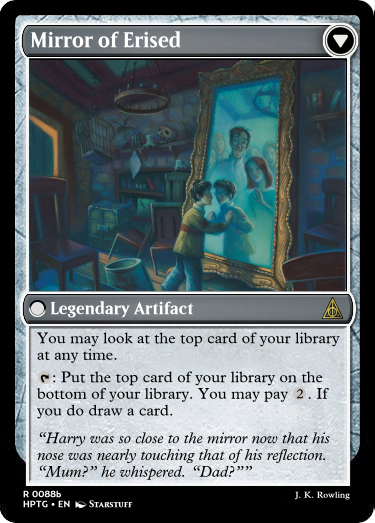 Mirror of Erised
Legendary Artifact
You may look at the top card of your library
at any time.
: Put the top card of your library on the
bottom of your library. You may pay 2. If
you do draw a card.
“Harry was so close to the mirror now that his
nose was nearly touching that of his reflection.
“Mum?” he whispered. “Dad?””
R 0088b
J. K. Rowling
HPTG • EN STARSTUFF